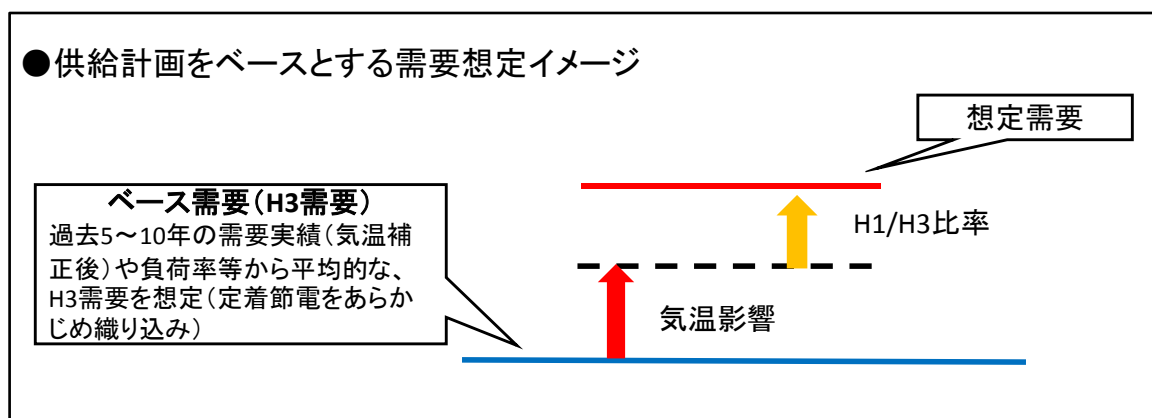 ●供給計画をベースとする需要想定イメージ
想定需要
ベース需要(H3需要)
過去5～10年の需要実績(気温補
正後)や負荷率等から平均的な、
H3需要を想定(定着節電をあらか
じめ織り込み)
H1/H3比率
気温影響